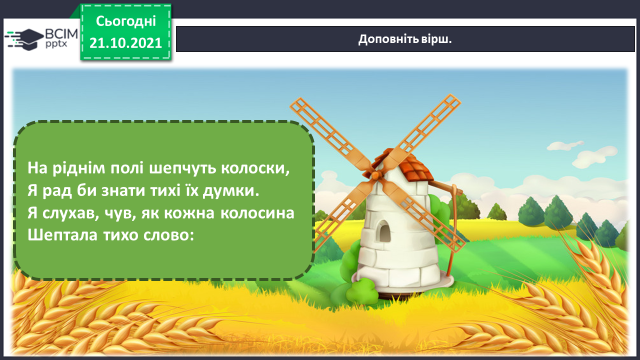 Сьогодні
21.10.2021
BCIM
pptx
Доповніть вірш.
На ріднім полі шепчуть колоски,
Я рад би знати тихі їх думки.
Я слухав, чув, як кожна колосина
Шептала тихо слово: